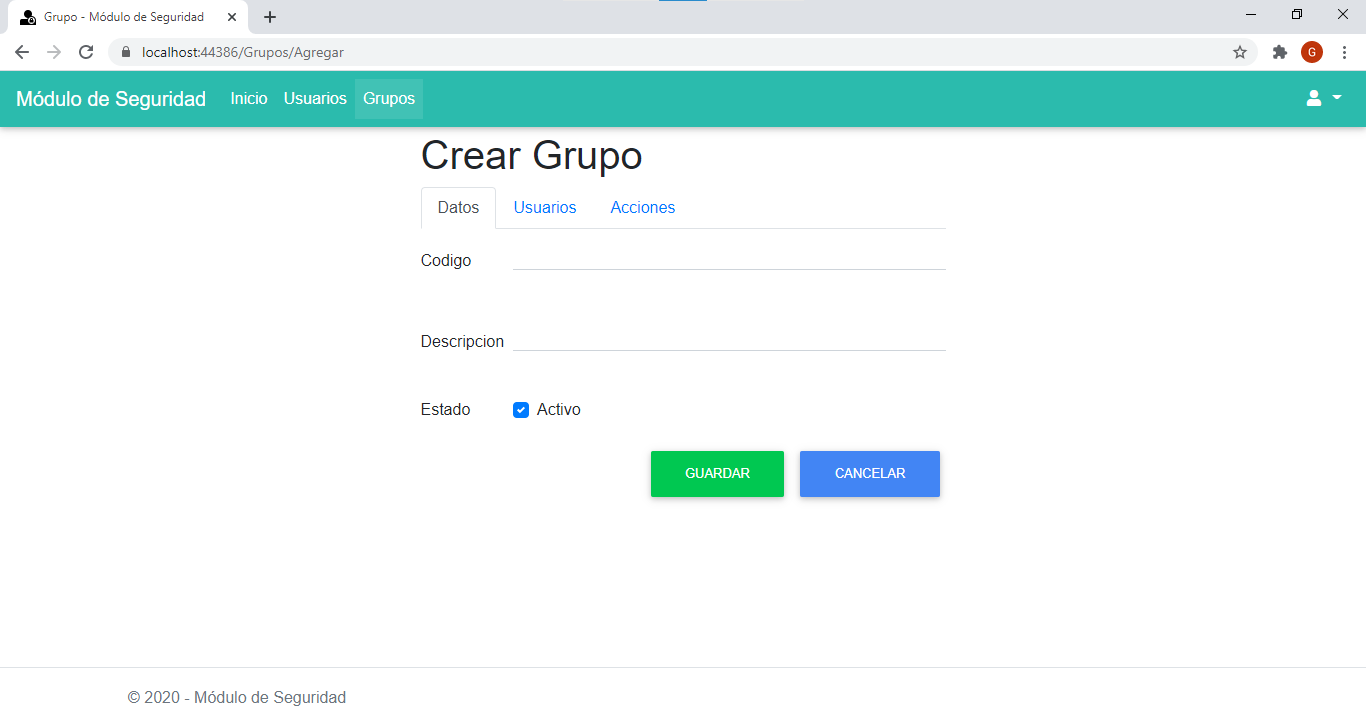 Grupo - Módulo de Seguridad
localhost:44386/Grupos/Agregar
G
Módulo de Seguridad Inicio Usuarios Grupos
Crear Grupo
Datos Usuarios Acciones
Codigo
Descripcion
Estado Activo
GUARDAR CANCELAR
© 2020 - Módulo de Seguridad